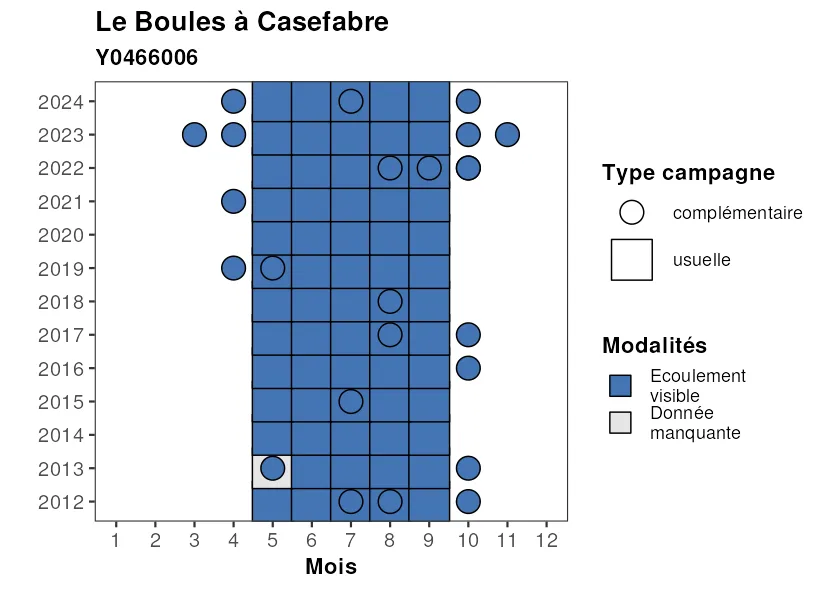 Le Boules à Casefabre
Y0466006
2024
2023
2022
2021
2020
2019
2018
2017
2016
2015
2014
2013
2012
1 2 3 4 5 6 7 8 9 10 11 12
Mois
Type campagne
complémentaire
usuelle
Modalités
Ecoulement
visible
Donnée
manquante